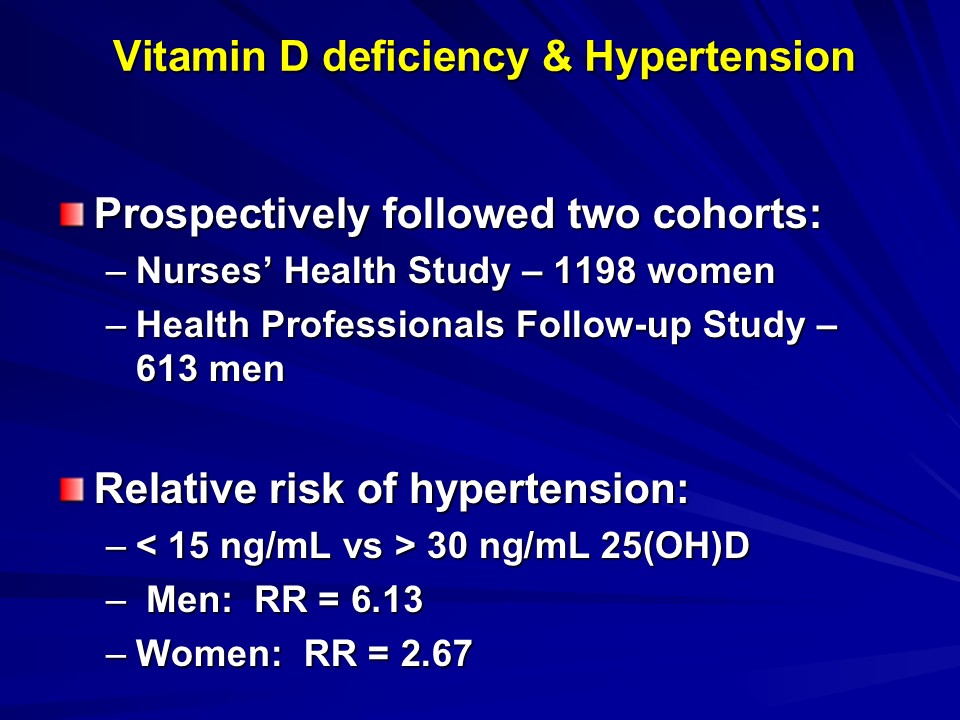 Vitamin D deficiency & Hypertension
Prospectively followed two cohorts:
– Nurses’ Health Study – 1198 women
– Health Professionals Follow-up Study –
613 men
Relative risk of hypertension:
– < 15 ng/mL vs > 30 ng/mL 25(OH)D
– Men: RR = 6.13
– Women: RR = 2.67